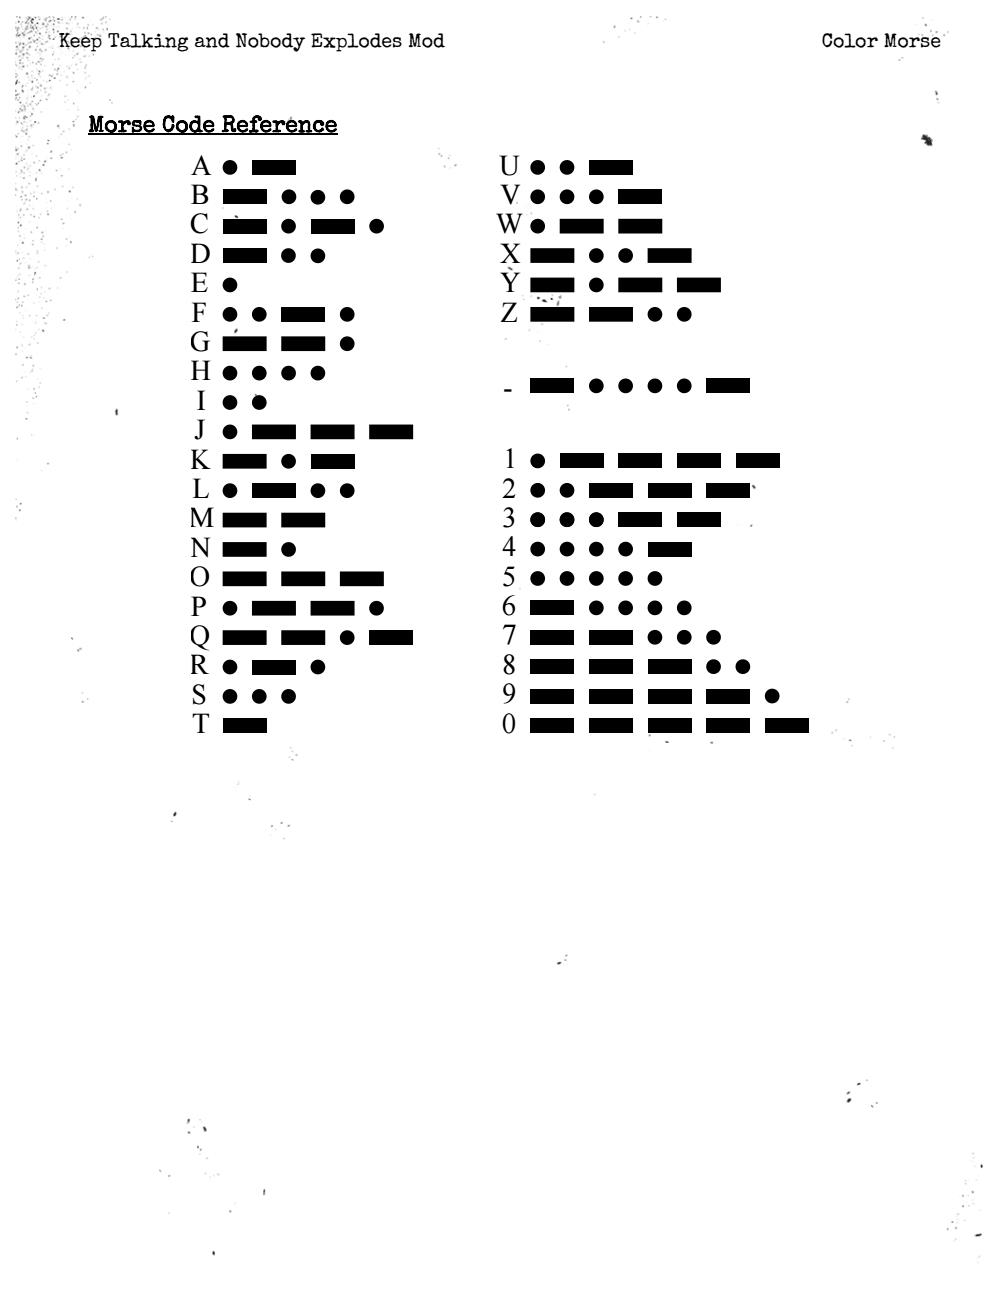 Keep Talking and Nobody Explodes Mod Color Morse
Morse Code Reference
A ● ▬
B ▬ ● ● ●
C ▬ ● ▬ ●
D ▬ ● ●
E ●
F ● ● ▬ ●
G ▬ ▬ ●
H ● ● ● ●
I ● ●
J ● ▬ ▬ ▬
K ▬ ● ▬
L ● ▬ ● ●
M ▬ ▬
N ▬ ●
O ▬ ▬ ▬
P ● ▬ ▬ ●
Q ▬ ▬ ● ▬
R ● ▬ ●
S ● ● ●
T ▬
U ● ● ▬
V ● ● ● ▬
W ● ▬ ▬
X ▬ ● ● ▬
Y ▬ ● ▬ ▬
Z ▬ ▬ ● ●
- ▬ ● ● ● ● ▬
1 ● ▬ ▬ ▬ ▬
2 ● ● ▬ ▬ ▬
3 ● ● ● ▬ ▬
4 ● ● ● ● ▬
5 ● ● ● ● ●
6 ▬ ● ● ● ●
7 ▬ ▬ ● ● ●
8 ▬ ▬ ▬ ● ●
9 ▬ ▬ ▬ ▬ ●
0 ▬ ▬ ▬ ▬ ▬